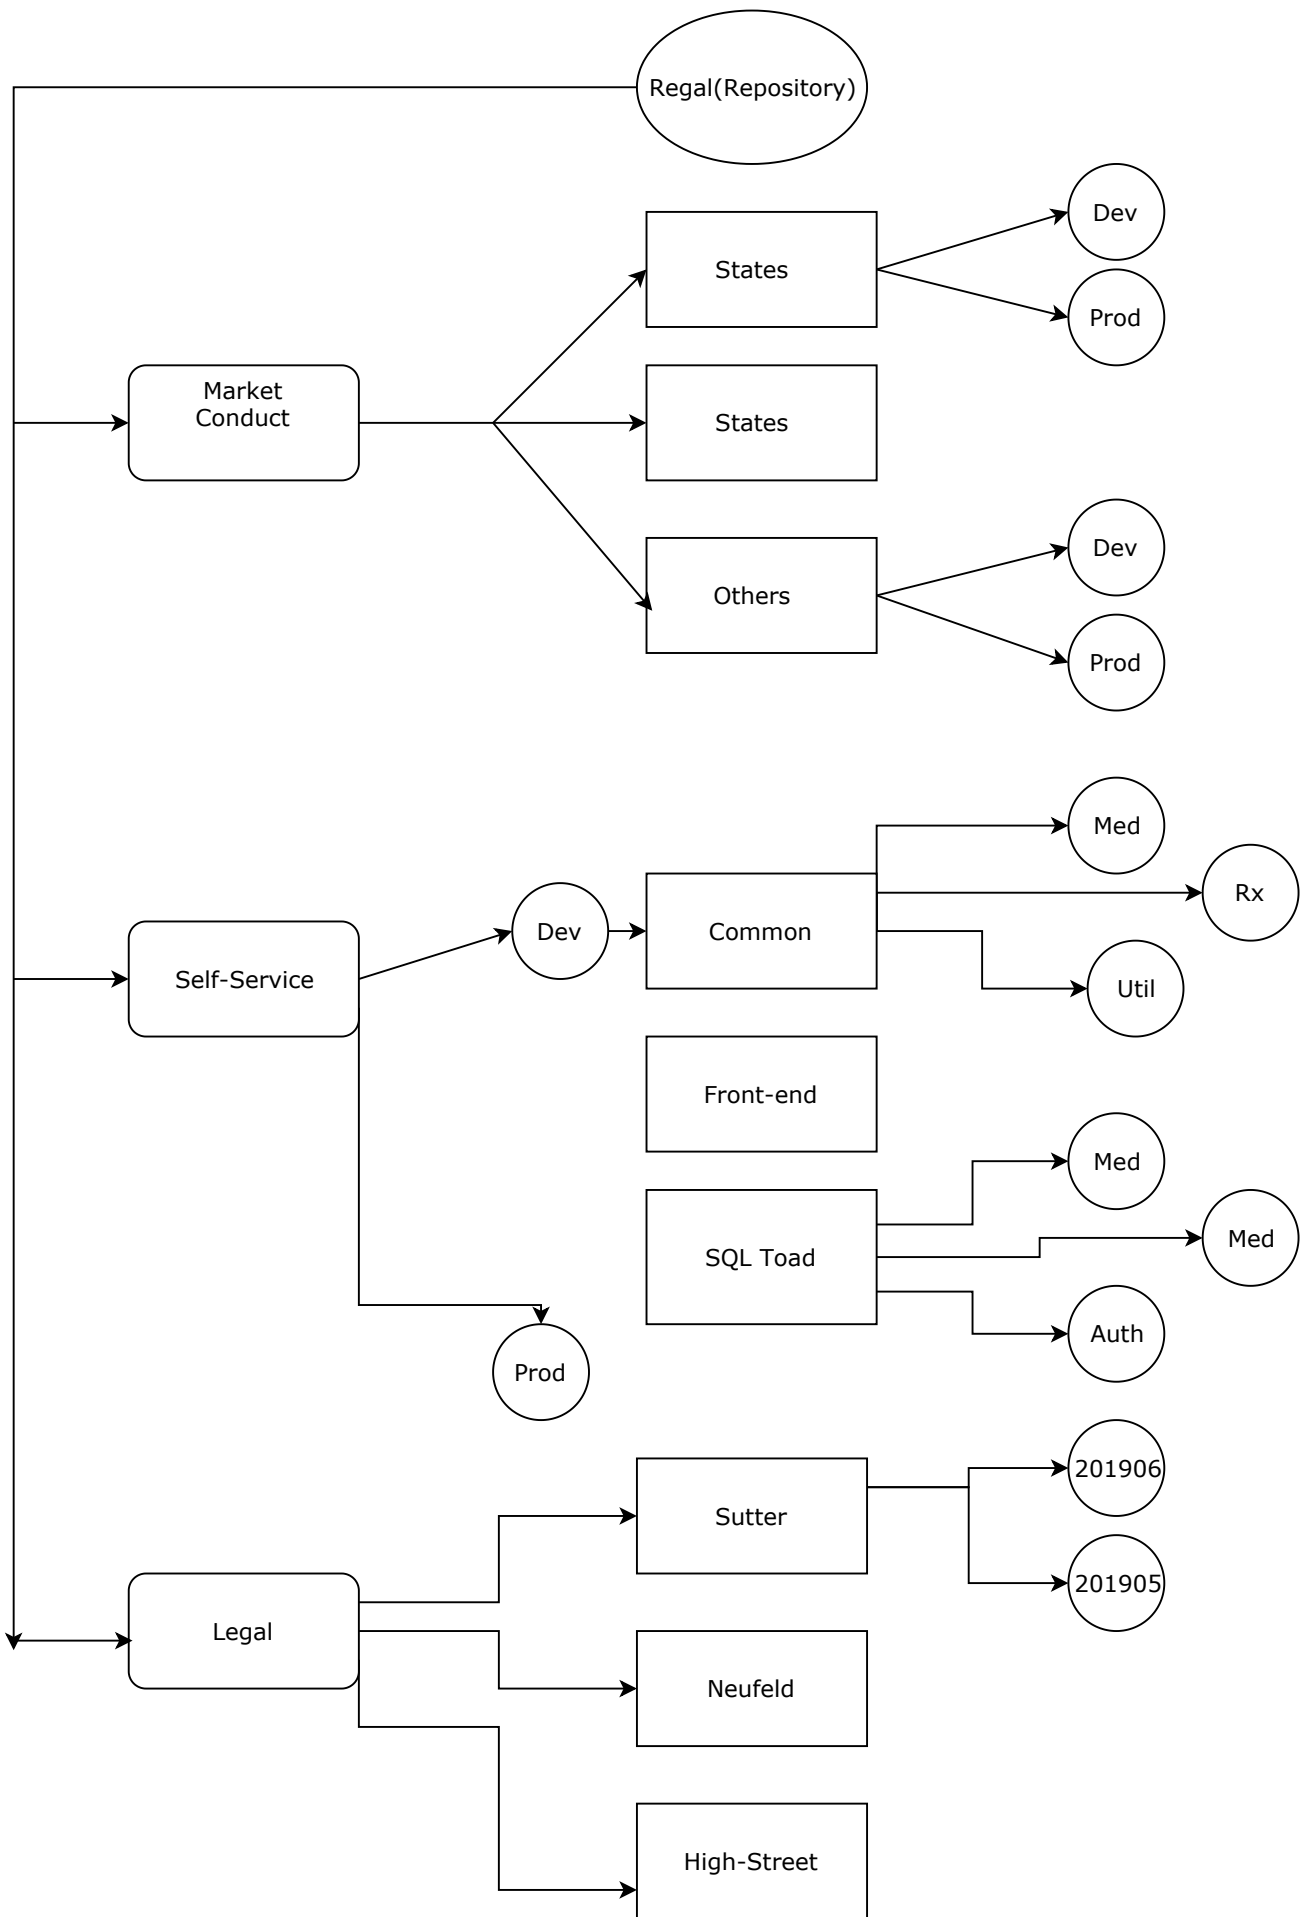 Regal(Repository)
Dev
States
Prod
Market
Conduct
States
Dev
Others
Prod
Med
Rx
Dev
Common
Self-Service
Util
Front-end
Med
Med
SQL Toad
Auth
Prod
201906
Sutter
201905
Legal
Neufeld
High-Street